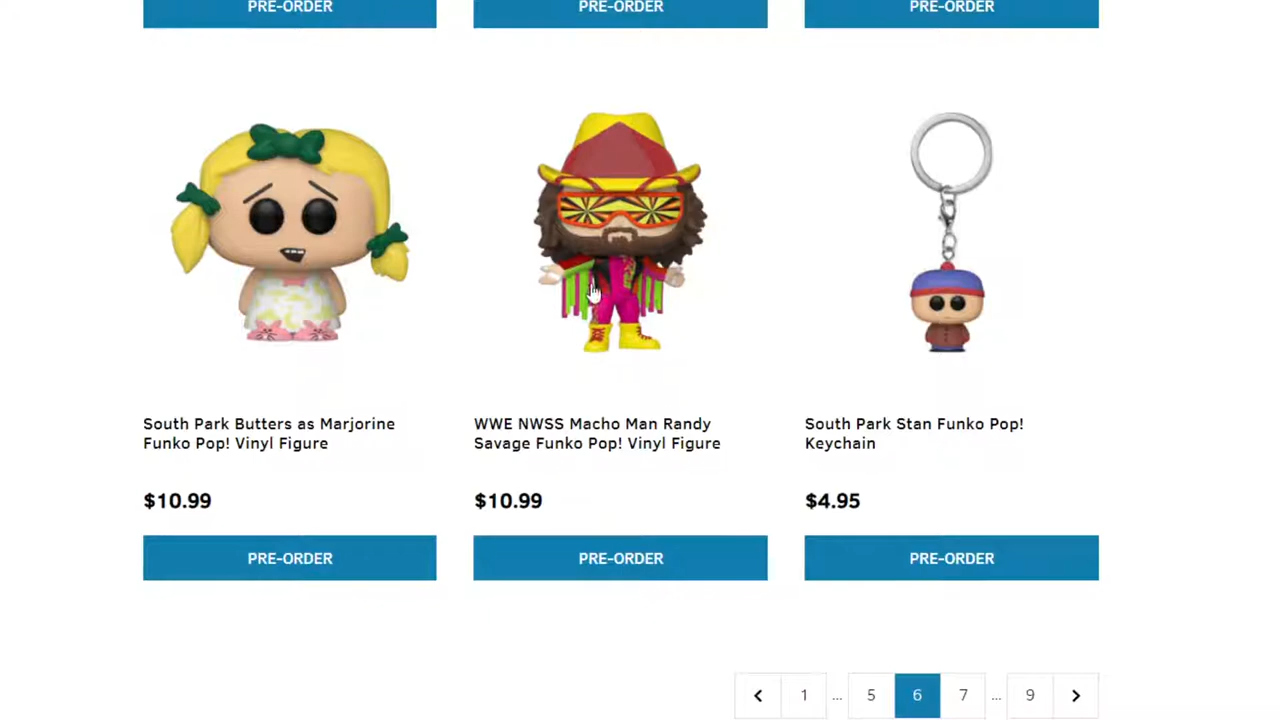 PRE-ORDER PRE-ORDER PRE-ORDER
South Park Butters as Marjorine
Funko Pop! Vinyl Figure
$10.99
PRE-ORDER
WWE NWSS Macho Man Randy
Savage Funko Pop! Vinyl Figure
$10.99
PRE-ORDER
South Park Stan Funko Pop!
Keychain
$4.95
PRE-ORDER
1 ... 5 6 7 ... 9